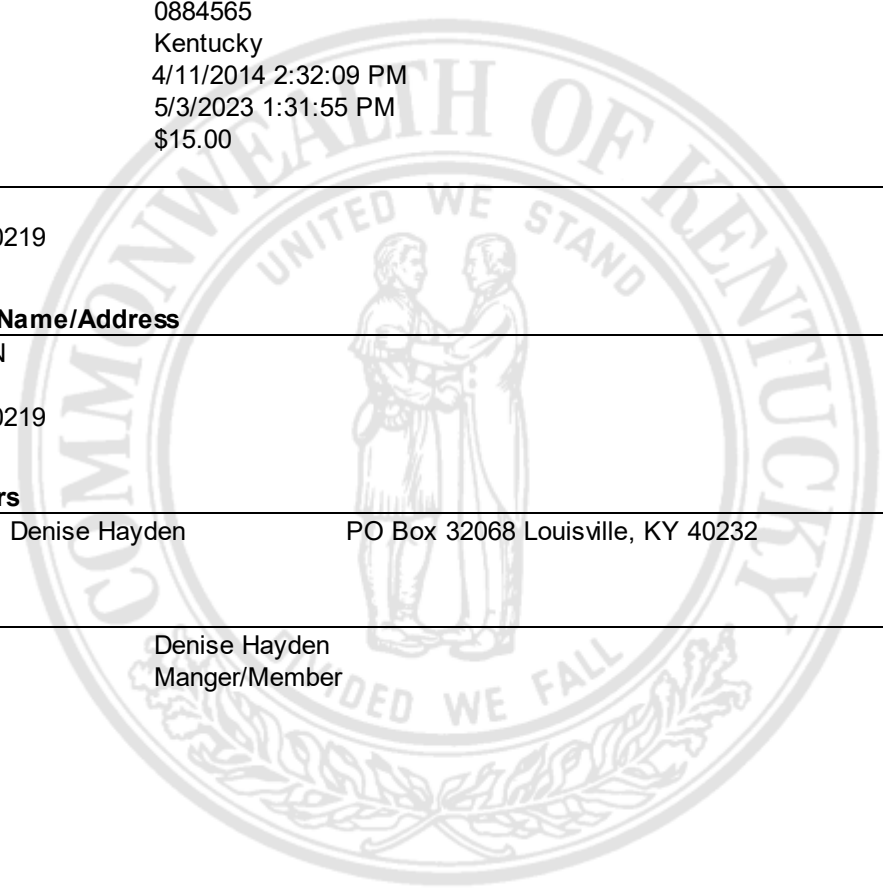 0884565
Kentucky
4/11/2014 2:32:09 PM
5/3/2023 1:31:55 PM
$15.00
0219
Name/Address
N
0219
rs
Denise Hayden PO Box 32068 Louisville, KY 40232
Denise Hayden
Manger/Member
COMMONWEALTH OF KENTUCKY
UNITED WE STAND
DIVIDED WE FALL